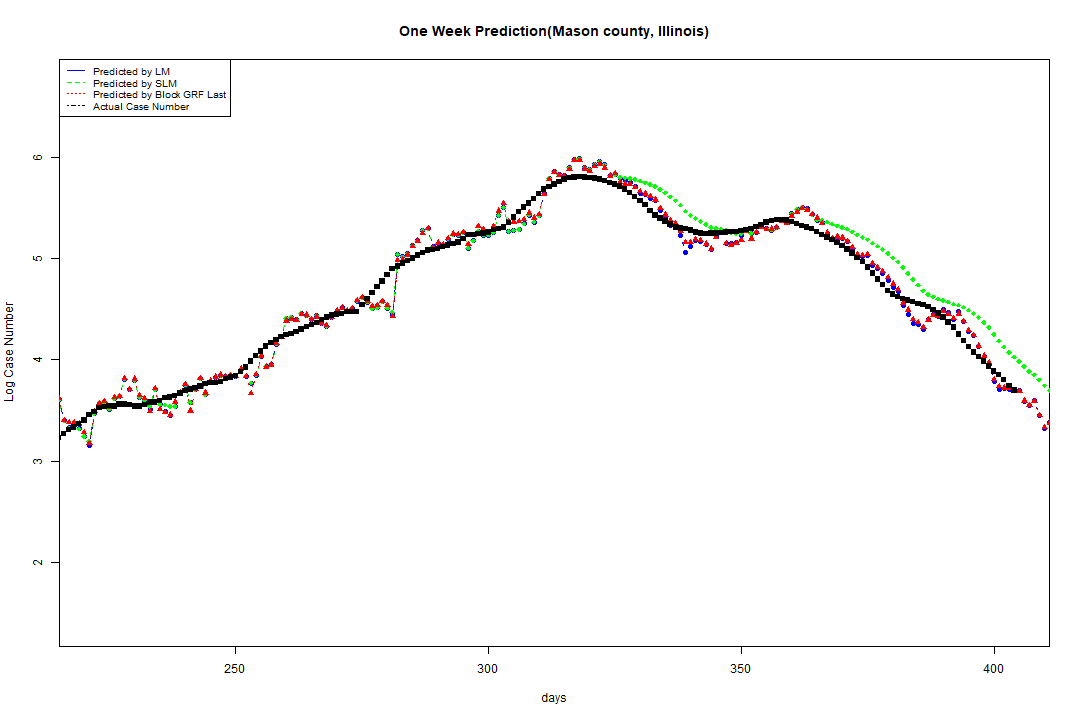 One Week Prediction(Mason county, Illinois)
Predicted by LM
Predicted by SLM
Predicted by Block GRF Last
Actual Case Number
Log Case Number
6
5
4
3
2
250
300
350
400
days